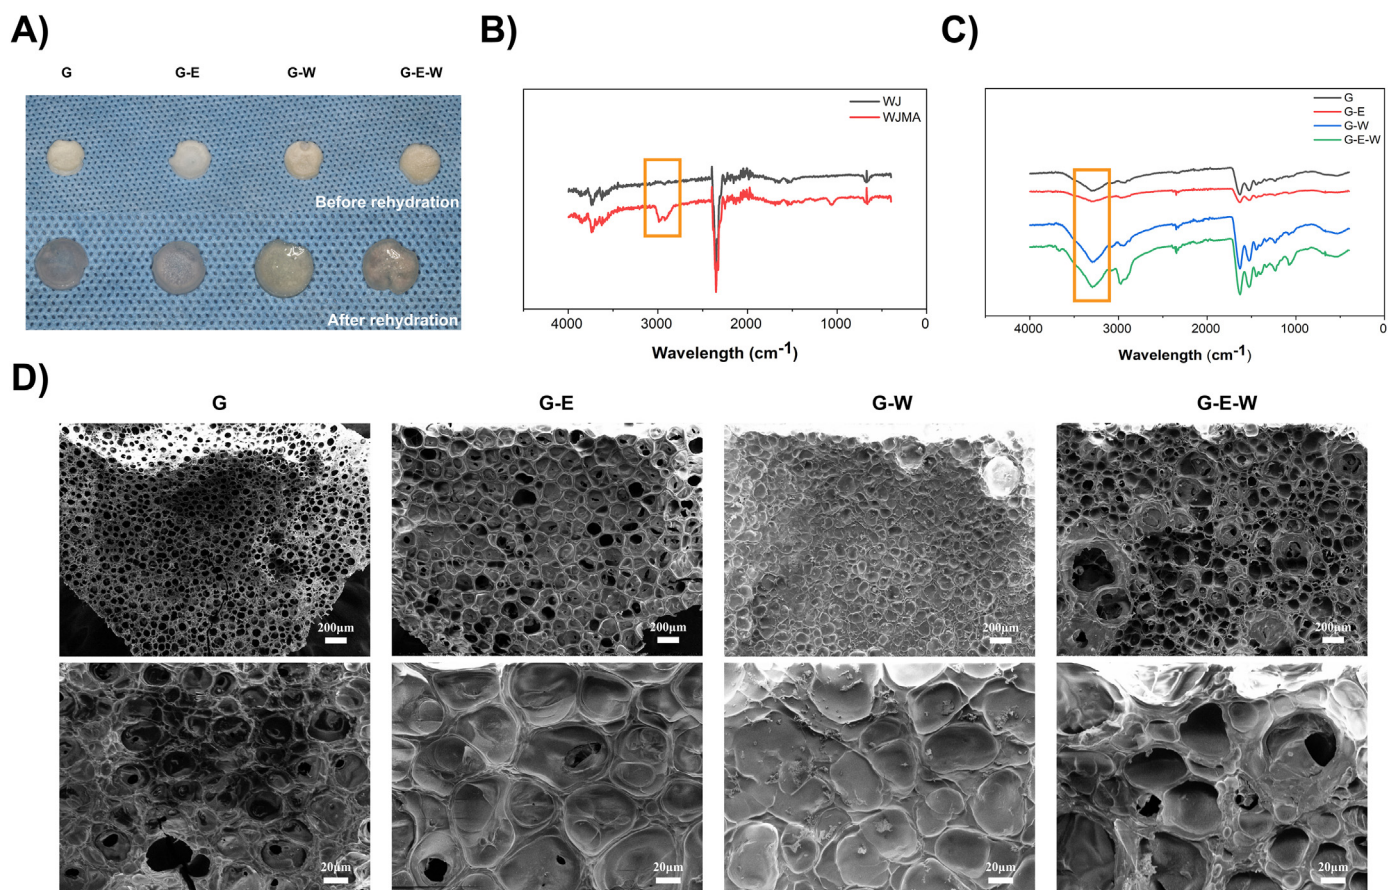 A)
G G-E G-W G-E-W
Before rehydration
After rehydration
B)
WJ
WJMA
4000 3000 2000 1000 0
Wavelength (cm-1)
C)
G
G-E
G-W
G-E-W
4000 3000 2000 1000 0
Wavelength (cm-1)
D)
G G-E G-W G-E-W
200μm 200μm 200μm 200μm
20μm 20μm 20μm 20μm